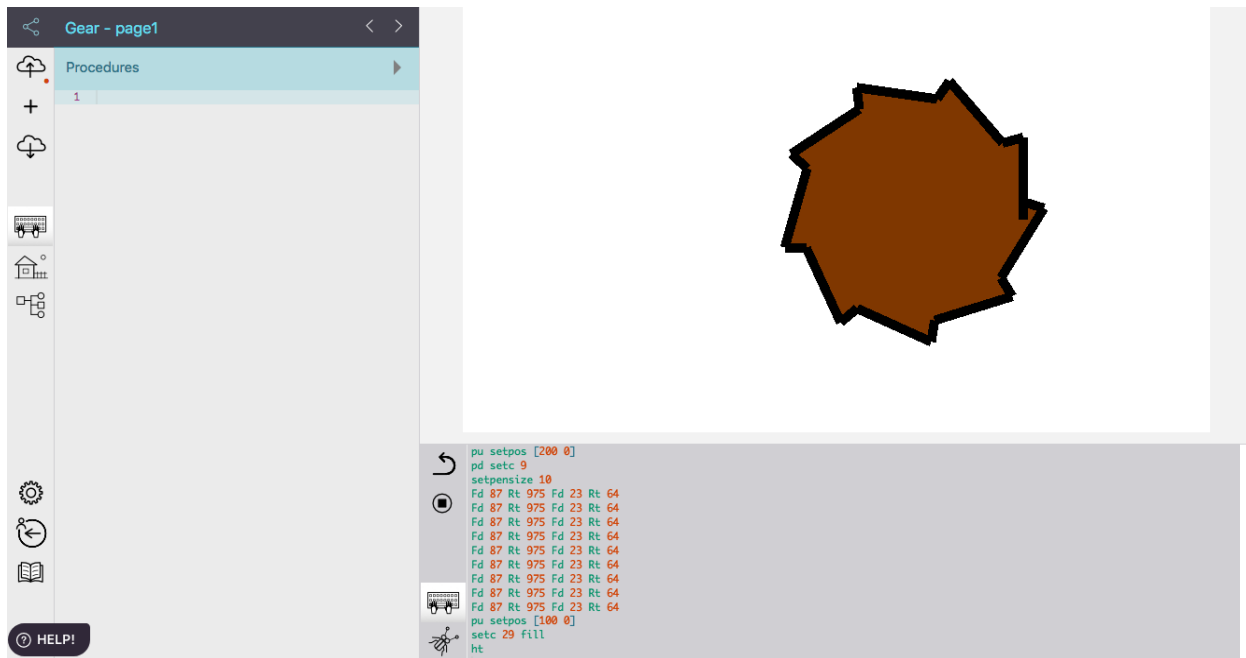 Gear - page1
Procedures
1
pu setpos [200 0]
pd setc 9
setpensize 10
Fd 87 Rt 975 Fd 23 Rt 64
Fd 87 Rt 975 Fd 23 Rt 64
Fd 87 Rt 975 Fd 23 Rt 64
Fd 87 Rt 975 Fd 23 Rt 64
Fd 87 Rt 975 Fd 23 Rt 64
Fd 87 Rt 975 Fd 23 Rt 64
Fd 87 Rt 975 Fd 23 Rt 64
Fd 87 Rt 975 Fd 23 Rt 64
Fd 87 Rt 975 Fd 23 Rt 64
pu setpos [100 0]
setc 29 fill
ht
? HELP!